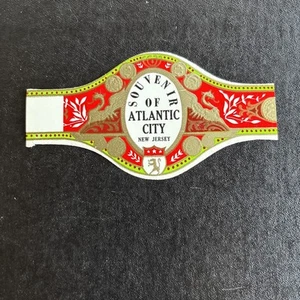 SOUVENIR
OF
ATLANTIC
CITY
NEW JERSEY